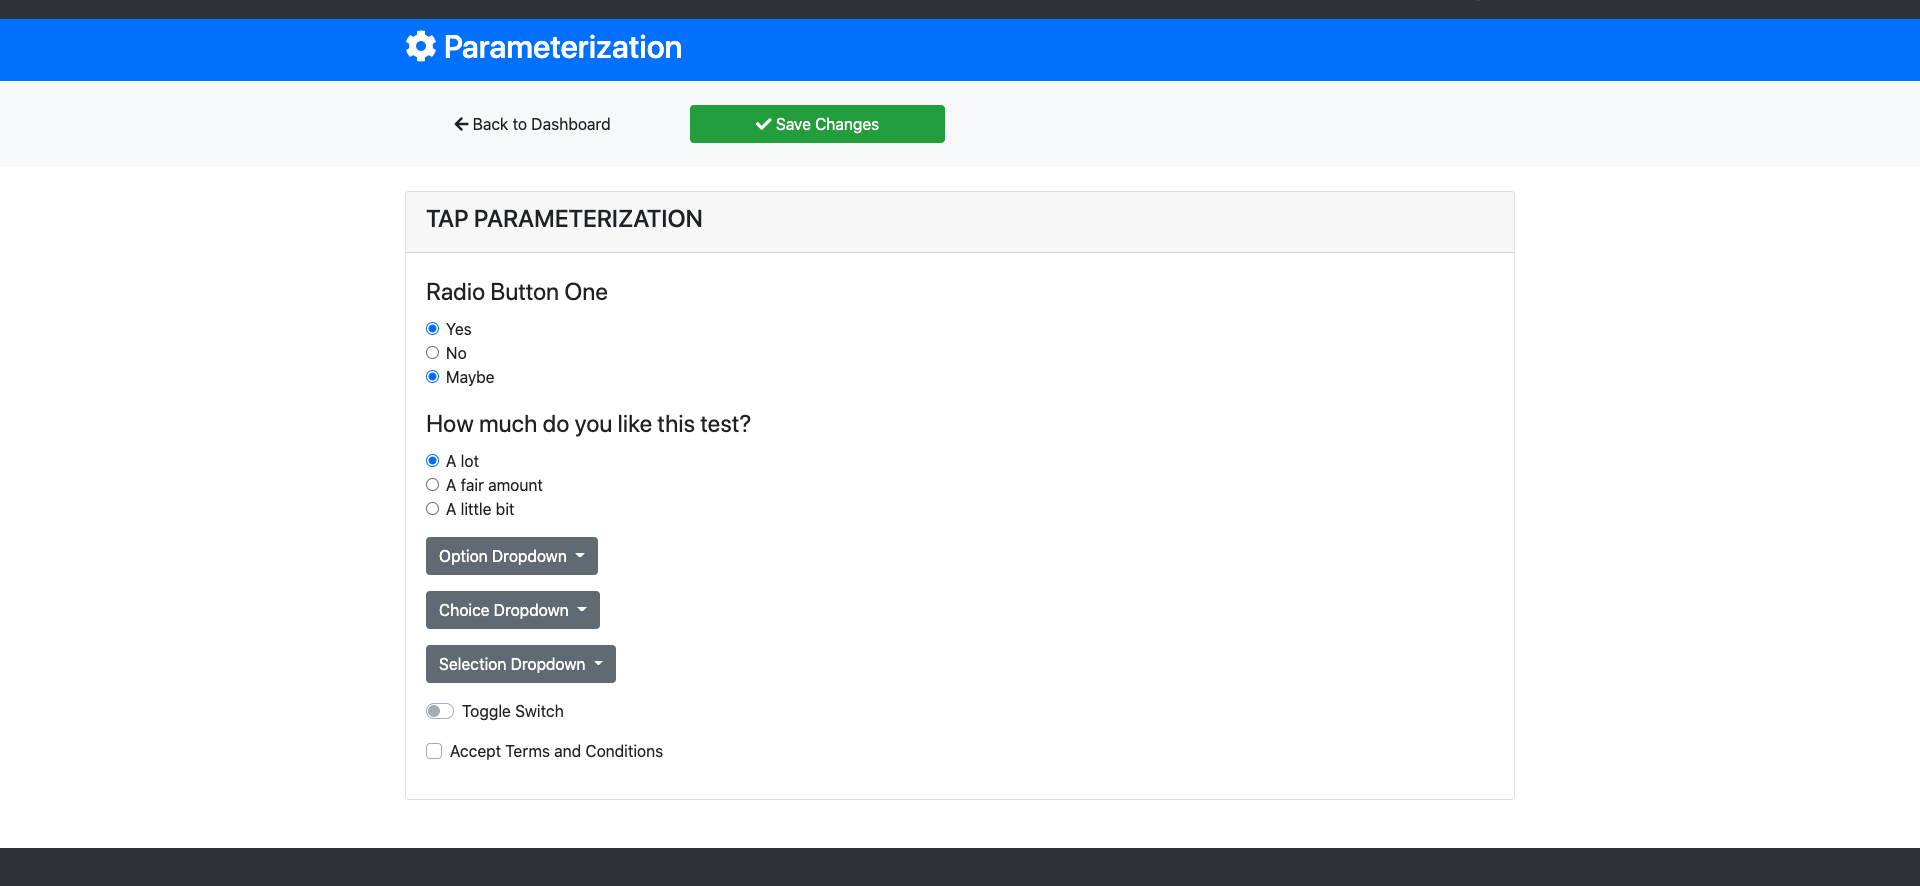 Parameterization
Back to Dashboard
Save Changes
TAP PARAMETERIZATION
Radio Button One
Yes
No
Maybe
How much do you like this test?
A lot
A fair amount
A little bit
Option Dropdown
Choice Dropdown
Selection Dropdown
Toggle Switch
Accept Terms and Conditions